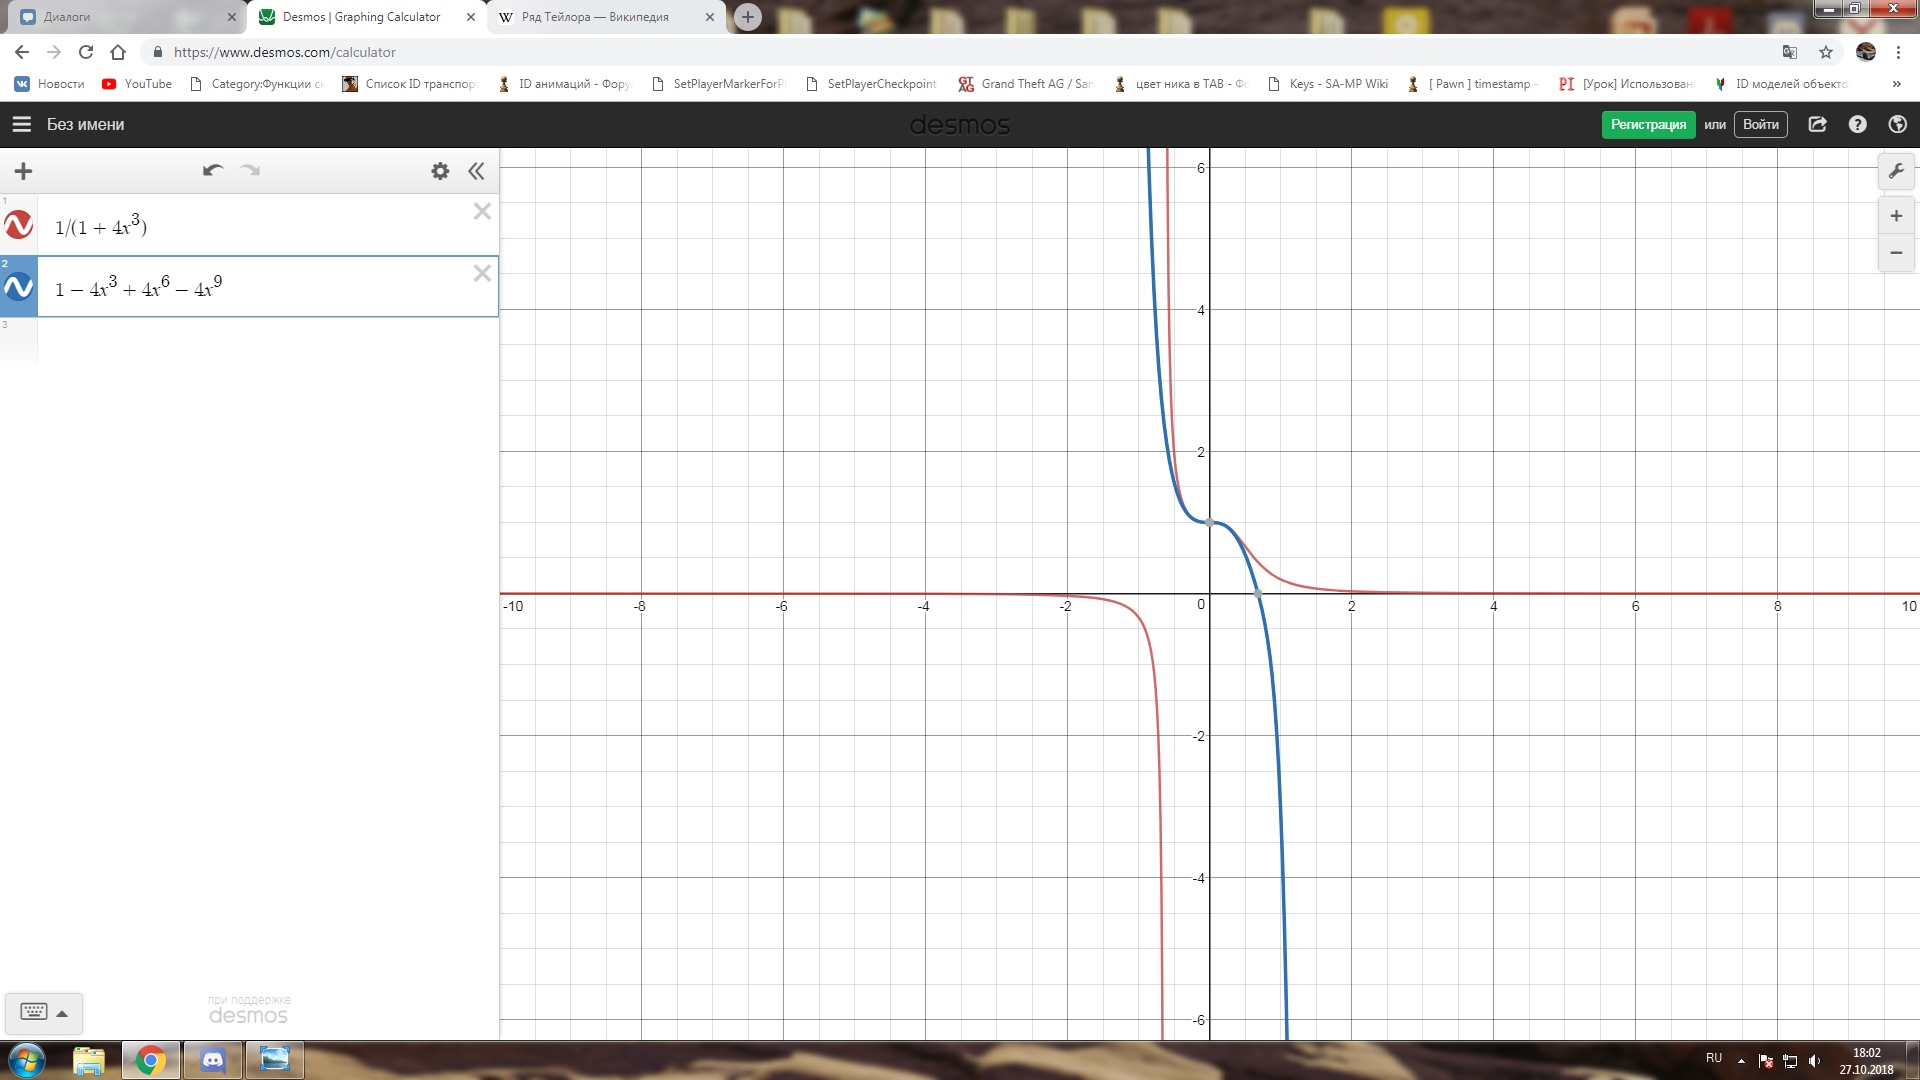 Диалоги
Desmos | Graphing Calculator
W Ряд Тейлора — Википедия
https://www.desmos.com/calculator
Новости
YouTube
Category:Функции
Список ID транспор
ID анимаций - Фору
SetPlayerMarkerForP
SetPlayerCheckpoint
Grand Theft AG / San
цвет ника в TAB - Фо
Keys - SA-MP Wiki
[ Pawn ] timestamp -
[Урок] Использован
ID моделей объекто
»
Без имени
desmos
Регистрация
или
Войти
1
1/(1 + 4x^3)
2
1 − 4x^3 + 4x^6 − 4x^9
3
6
4
2
-10
-8
-6
-4
-2
0
2
4
6
8
10
-2
-4
-6
при поддержке
desmos
RU
18:02
27.10.2018